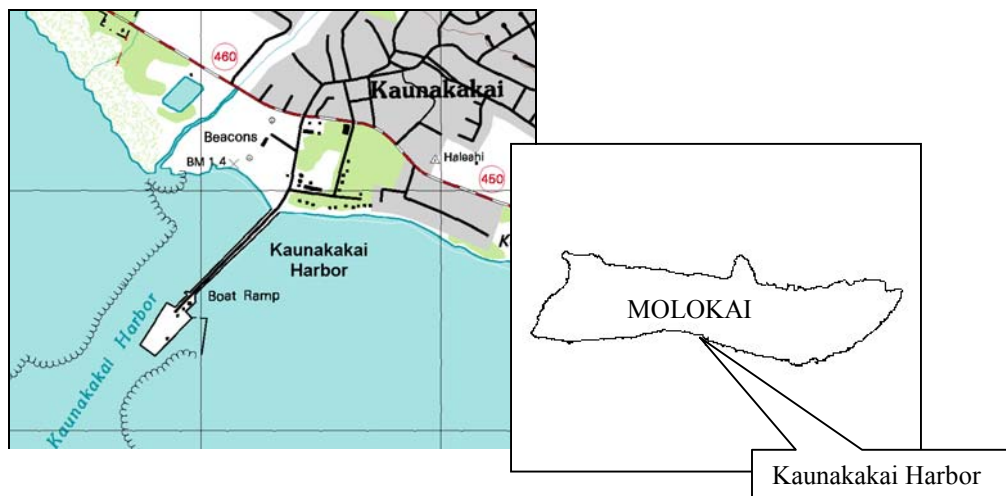 460
Kaunakakai
Beacons
BM 1.4
Haleahi
450
K
Kaunakakai
Harbor
Boat Ramp
Kaunakakai Harbor
MOLOKAI
Kaunakakai Harbor